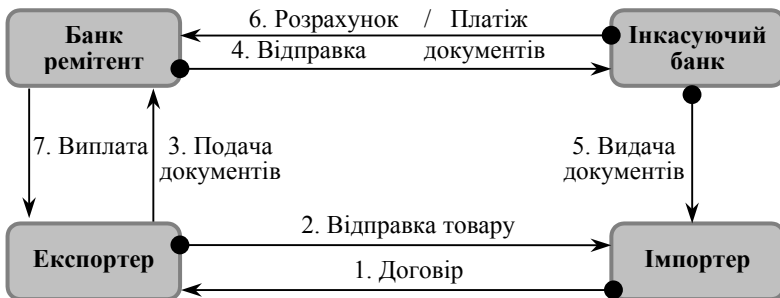 6. Розрахунок / Платіж
Банк
ремітент
Інкасуючий
банк
4. Відправка документів
7. Виплата
3. Подача
документів
5. Видача
документів
2. Відправка товару
Експортер
Імпортер
1. Договір